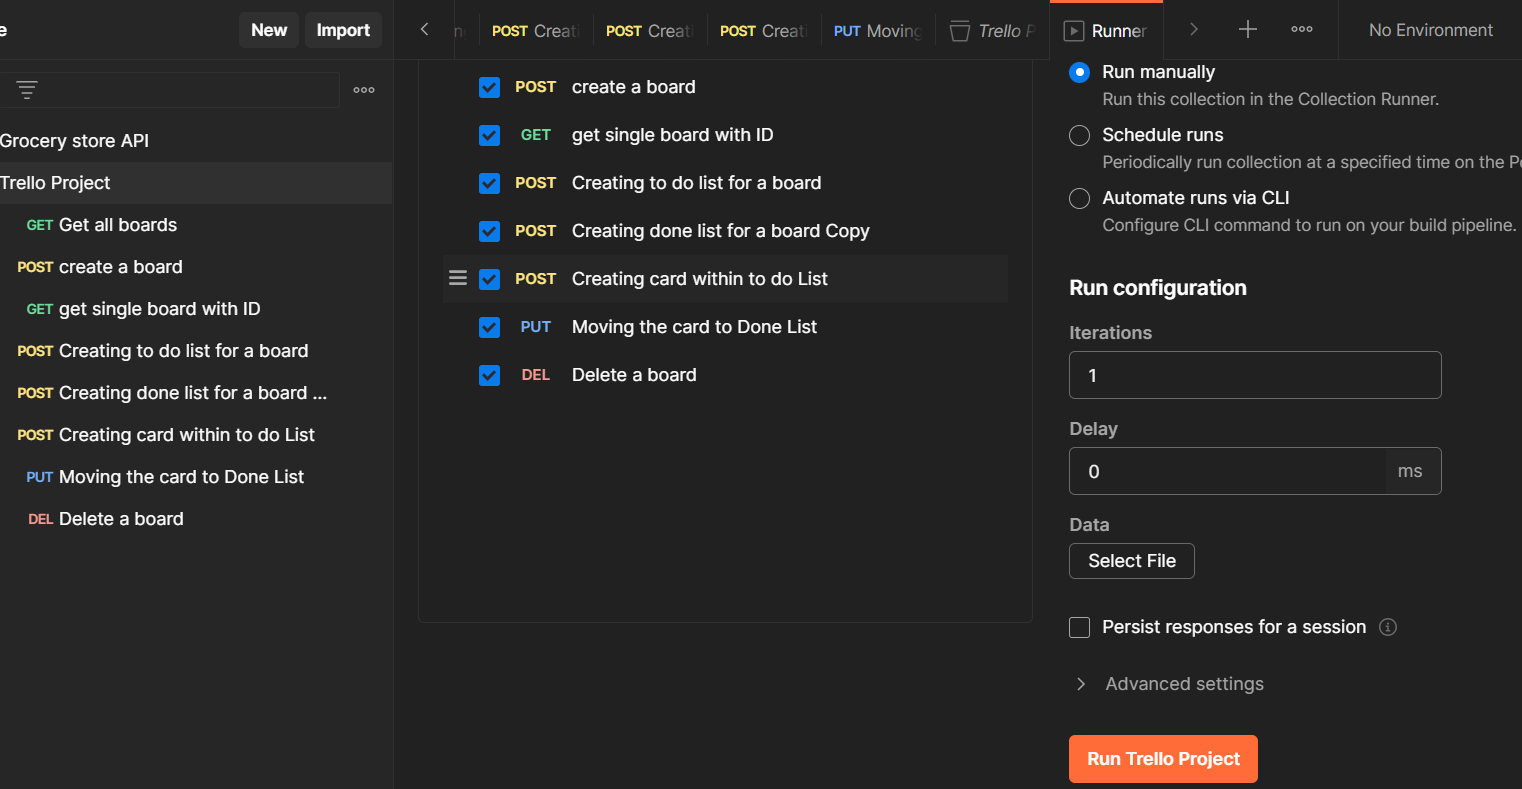 e
New
Import
POST Creati
POST Creati
POST Creati
PUT Moving
Trello P
Runner
No Environment
Grocery store API
Trello Project
GET Get all boards
POST create a board
GET get single board with ID
POST Creating to do list for a board
POST Creating done list for a board ...
POST Creating card within to do List
PUT Moving the card to Done List
DEL Delete a board
POST create a board
GET get single board with ID
POST Creating to do list for a board
POST Creating done list for a board Copy
POST Creating card within to do List
PUT Moving the card to Done List
DEL Delete a board
Run manually
Run this collection in the Collection Runner.
Schedule runs
Periodically run collection at a specified time on the Po
Automate runs via CLI
Configure CLI command to run on your build pipeline.
Run configuration
Iterations
1
Delay
0 ms
Data
Select File
Persist responses for a session
Advanced settings
Run Trello Project